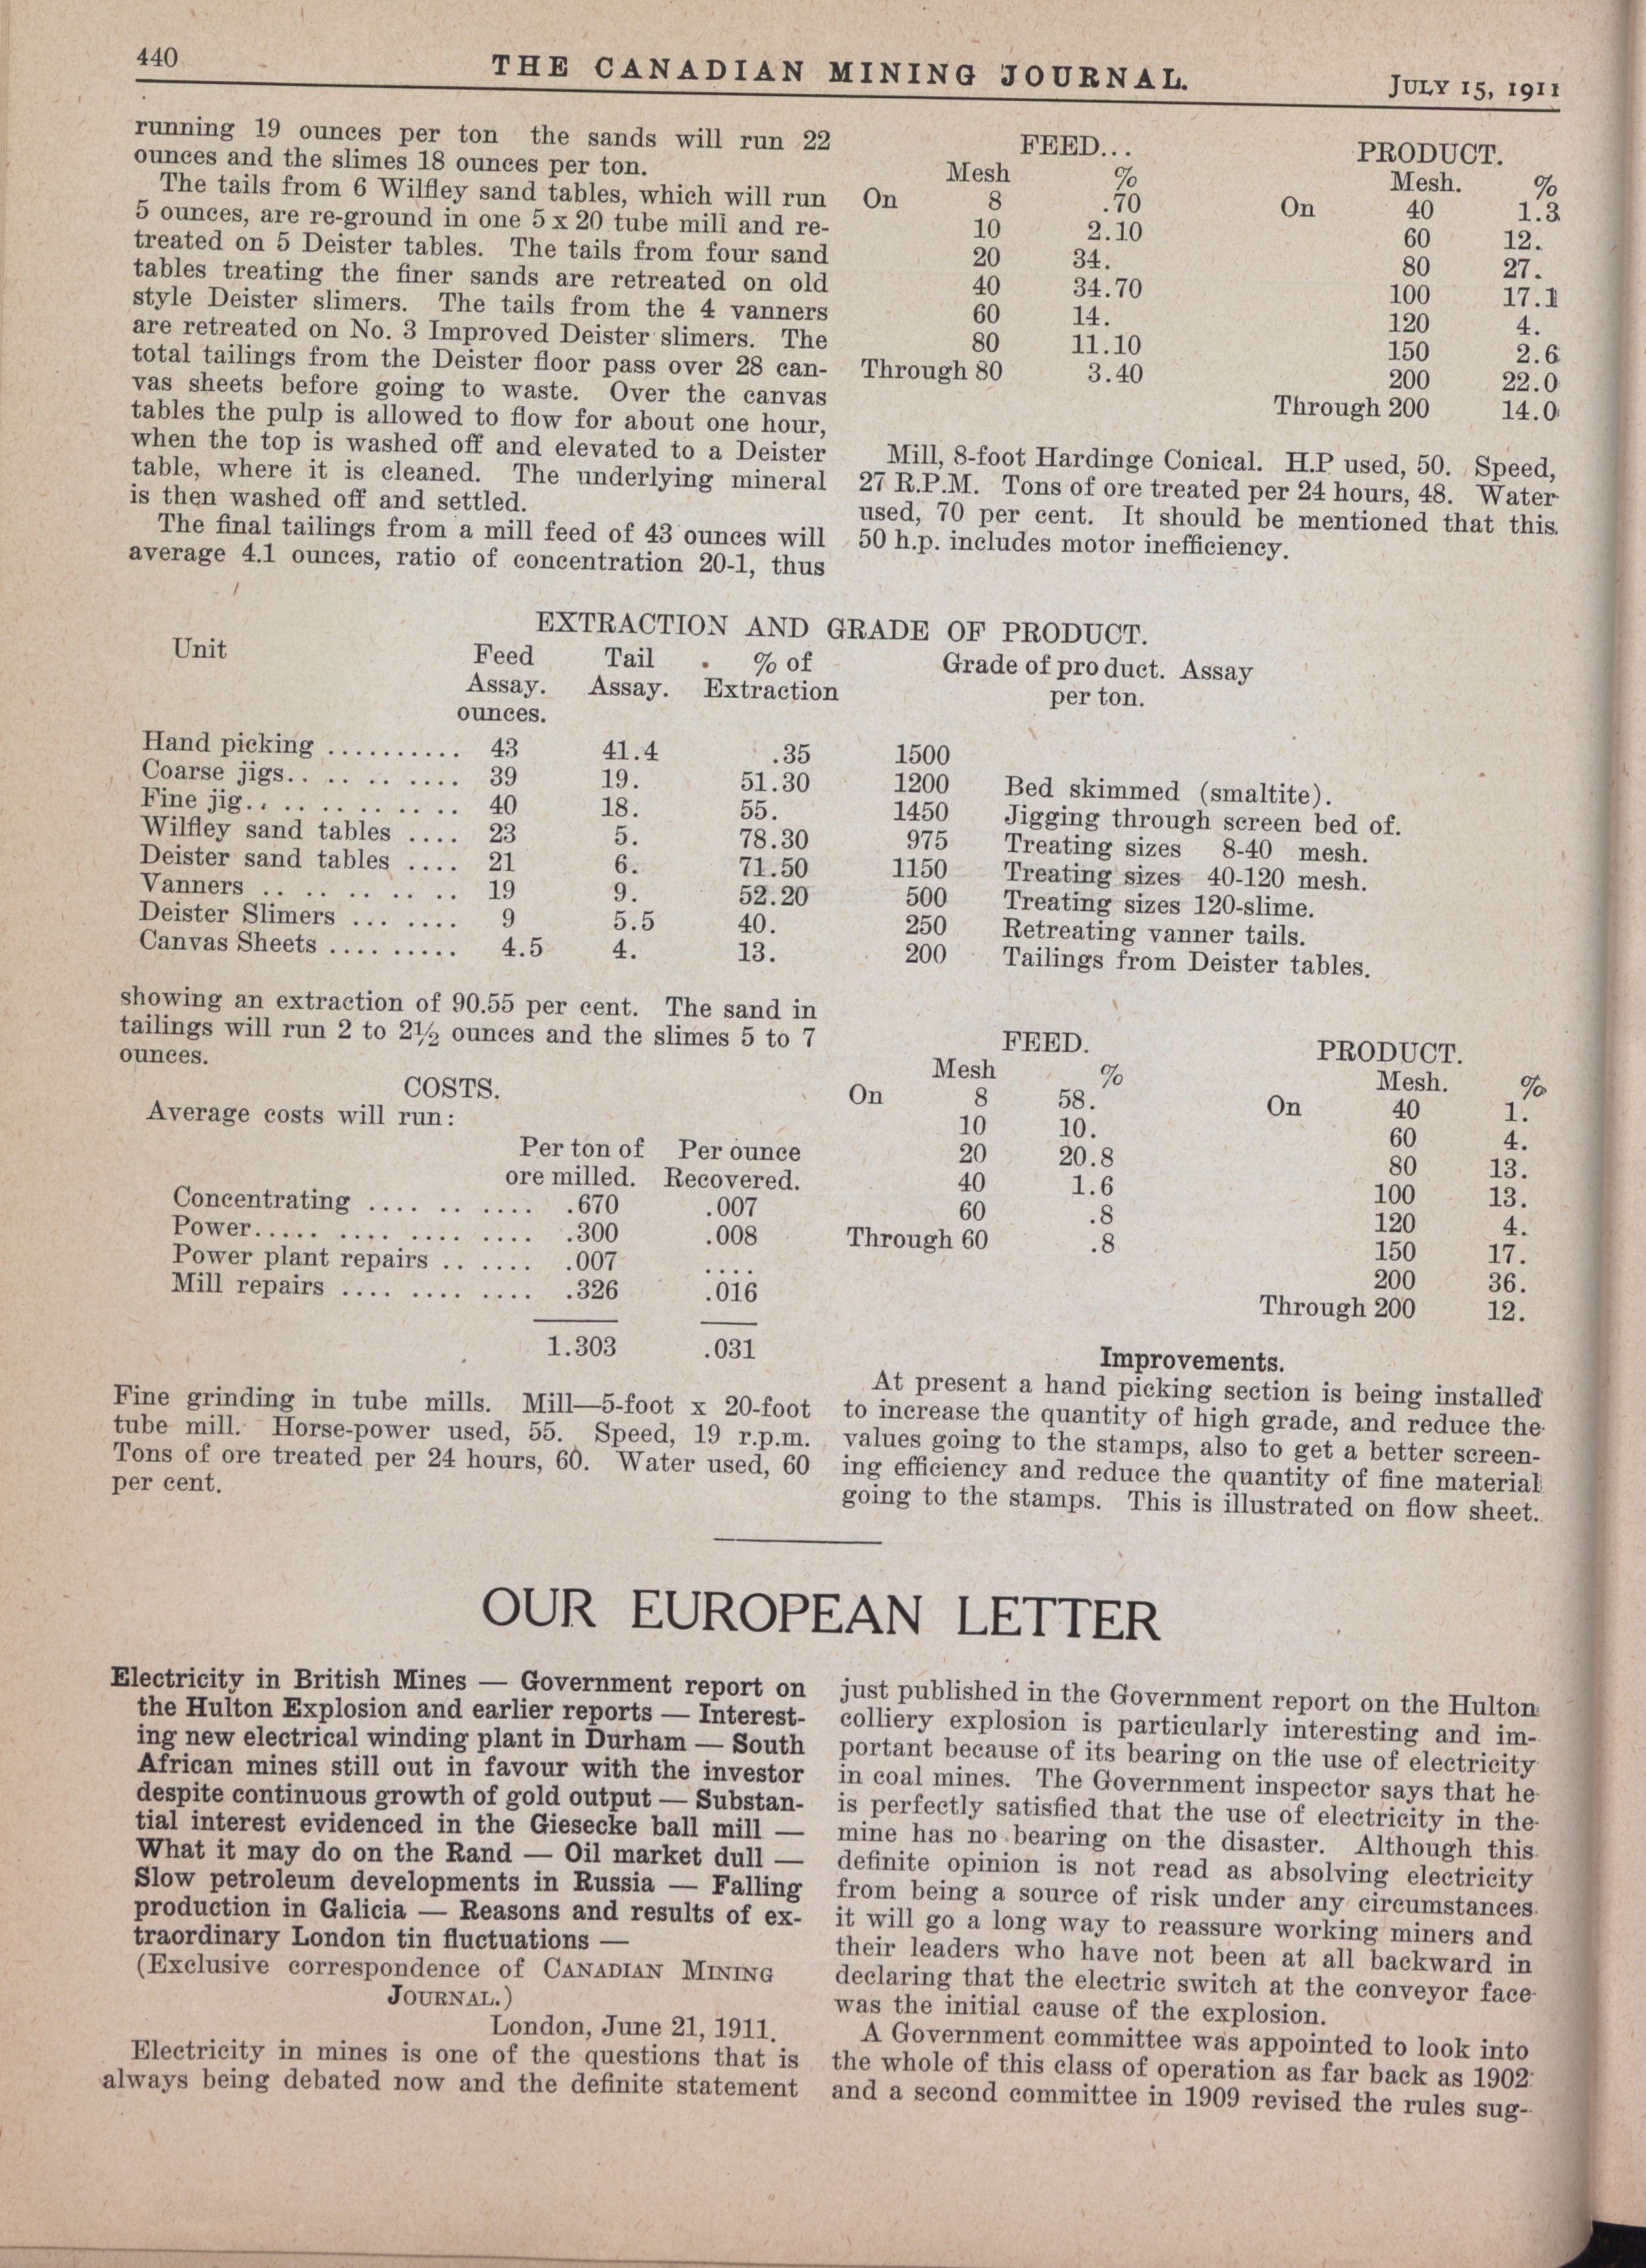 440
THE CANADIAN MINING JOURNAL.
JULY 15, 1911
running 19 ounces per ton the sands will run 22
ounces and the slimes 18 ounces per ton.
The tails from 6 Wilfley sand tables, which will run
5 ounces, are re-ground in one 5 x 20 tube mill and re-
treated on 5 Deister tables. The tails from four sand
tables treating the finer sands are retreated on old
style Deister slimers. The tails from the 4 vanners
are retreated on No. 3 Improved Deister slimers. The
total tailings from the Deister floor pass over 28 can-
vas sheets before going to waste. Over the canvas
tables the pulp is allowed to flow for about one hour,
when the top is washed off and elevated to a Deister
table, where it is cleaned. The underlying mineral
is then washed off and settled.
The final tailings from a mill feed of 43 ounces will
average 4.1 ounces, ratio of concentration 20-1, thus
FEED...
Mesh %
On 8 .70
10 2.10
20 34.
40 34.70
60 14.
80 11.10
Through 80 3.40
PRODUCT.
Mesh. %
On 40 1.3
60 12.
80 27.
100 17.1
120 4.
150 2.6
200 22.0
Through 200 14.0
Mill, 8-foot Hardinge Conical. H.P used, 50. Speed,
27 R.P.M. Tons of ore treated per 24 hours, 48. Water
used, 70 per cent. It should be mentioned that this
50 h.p. includes motor inefficiency.
EXTRACTION AND GRADE OF PRODUCT.
Unit Feed Tail . % of Grade of product. Assay
Assay. Assay. Extraction per ton.
ounces.
Hand picking .......... 43 41.4 .35 1500
Coarse jigs.. .. .. .. .... 39 19. 51.30 1200 Bed skimmed (smaltite).
Fine jig.. .. .. .. .. .. .. 40 18. 55. 1450 Jigging through screen bed of.
Wilfley sand tables .... 23 5. 78.30 975 Treating sizes 8-40 mesh.
Deister sand tables .... 21 6. 71.50 1150 Treating sizes 40-120 mesh.
Vanners .. .. .. .. .. .. 19 9. 52.20 500 Treating sizes 120-slime.
Deister Slimers ... .... 9 5.5 40. 250 Retreating vanner tails.
Canvas Sheets ......... 4.5 4. 13. 200 Tailings from Deister tables.
showing an extraction of 90.55 per cent. The sand in
tailings will run 2 to 2½ ounces and the slimes 5 to 7
ounces.
COSTS.
Average costs will run:
Per ton of Per ounce
ore milled. Recovered.
Concentrating .... .. .. .... .670 .007
Power..... .... .... .... .300 .008
Power plant repairs .. .... .007 ....
Mill repairs .... .... .... .326 .016
1.303 .031
Fine grinding in tube mills. Mill—5-foot x 20-foot
tube mill. Horse-power used, 55. Speed, 19 r.p.m.
Tons of ore treated per 24 hours, 60. Water used, 60
per cent.
FEED.
Mesh %
On 8 58.
10 10.
20 20.8
40 1.6
60 .8
Through 60 .8
PRODUCT.
Mesh. %
On 40 1.
60 4.
80 13.
100 13.
120 4.
150 17.
200 36.
Through 200 12.
Improvements.
At present a hand picking section is being installed
to increase the quantity of high grade, and reduce the
values going to the stamps, also to get a better screen-
ing efficiency and reduce the quantity of fine material
going to the stamps. This is illustrated on flow sheet.
OUR EUROPEAN LETTER
Electricity in British Mines — Government report on
the Hulton Explosion and earlier reports — Interest-
ing new electrical winding plant in Durham — South
African mines still out in favour with the investor
despite continuous growth of gold output — Substan-
tial interest evidenced in the Giesecke ball mill —
What it may do on the Rand — Oil market dull —
Slow petroleum developments in Russia — Falling
production in Galicia — Reasons and results of ex-
traordinary London tin fluctuations —
(Exclusive correspondence of CANADIAN MINING
JOURNAL.)
London, June 21, 1911.
Electricity in mines is one of the questions that is
always being debated now and the definite statement
just published in the Government report on the Hulton
colliery explosion is particularly interesting and im-
portant because of its bearing on the use of electricity
in coal mines. The Government inspector says that he
is perfectly satisfied that the use of electricity in the
mine has no bearing on the disaster. Although this
definite opinion is not read as absolving electricity
from being a source of risk under any circumstances
it will go a long way to reassure working miners and
their leaders who have not been at all backward in
declaring that the electric switch at the conveyor face
was the initial cause of the explosion.
A Government committee was appointed to look into
the whole of this class of operation as far back as 1902
and a second committee in 1909 revised the rules sug-